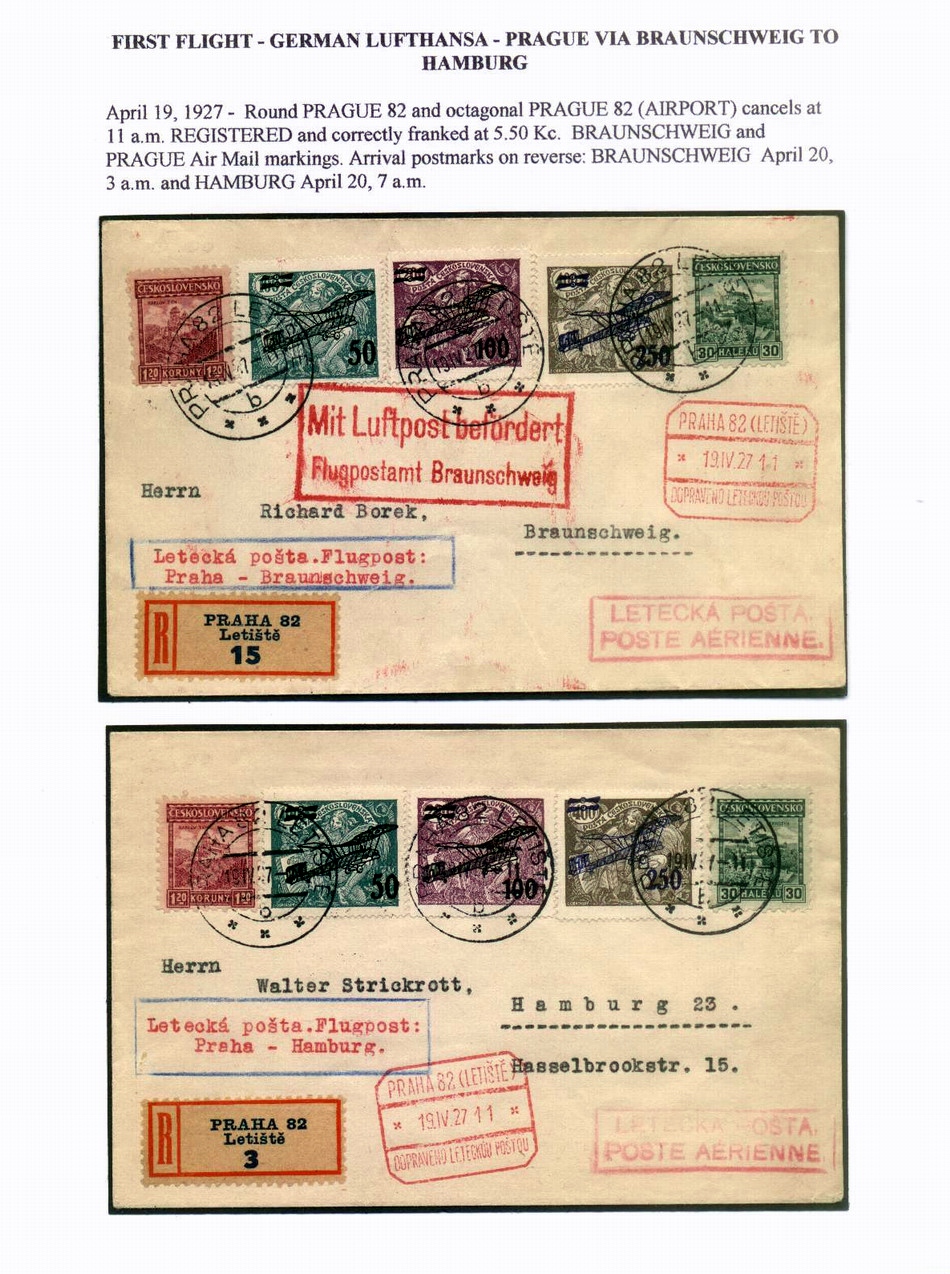 FIRST FLIGHT - GERMAN LUFTHANSA - PRAGUE VIA BRAUNSCHWEIG TO
HAMBURG
April 19, 1927 - Round PRAGUE 82 and octagonal PRAGUE 82 (AIRPORT) cancels at
11 a.m. REGISTERED and correctly franked at 5.50 Kc. BRAUNSCHWEIG and
PRAGUE Air Mail markings. Arrival postmarks on reverse: BRAUNSCHWEIG April 20,
3 a.m. and HAMBURG April 20, 7 a.m.
ČESKOSLOVENSKO
1 20 KORUNY 1 20
50
100
250
ČESKOSLOVENSKO
30 HALÉŘŮ 30
Mit Luftpost befördert
Flugpostamt Braunschweig
PRAHA 82 (LETIŠTĚ)
19.IV.27 11
DOPRAVENO LETECKOU POŠTOU
Herrn
Richard Borek,
Braunschweig.
Letecká pošta.Flugpost:
Praha - Braunschweig.
R
PRAHA 82
Letiště
15
LETECKÁ POŠTA.
POSTE AÉRIENNE.
ČESKOSLOVENSKO
1 20 KORUNY 1 20
50
100
250
ČESKOSLOVENSKO
30 HALÉŘŮ 30
Herrn
Walter Strickrott,
Hamburg 23.
Hasselbrookstr. 15.
Letecká pošta.Flugpost:
Praha - Hamburg.
PRAHA 82 (LETIŠTĚ)
19.IV.27 11
DOPRAVENO LETECKOU POŠTOU
R
PRAHA 82
Letiště
3
LETECKÁ POŠTA.
POSTE AÉRIENNE